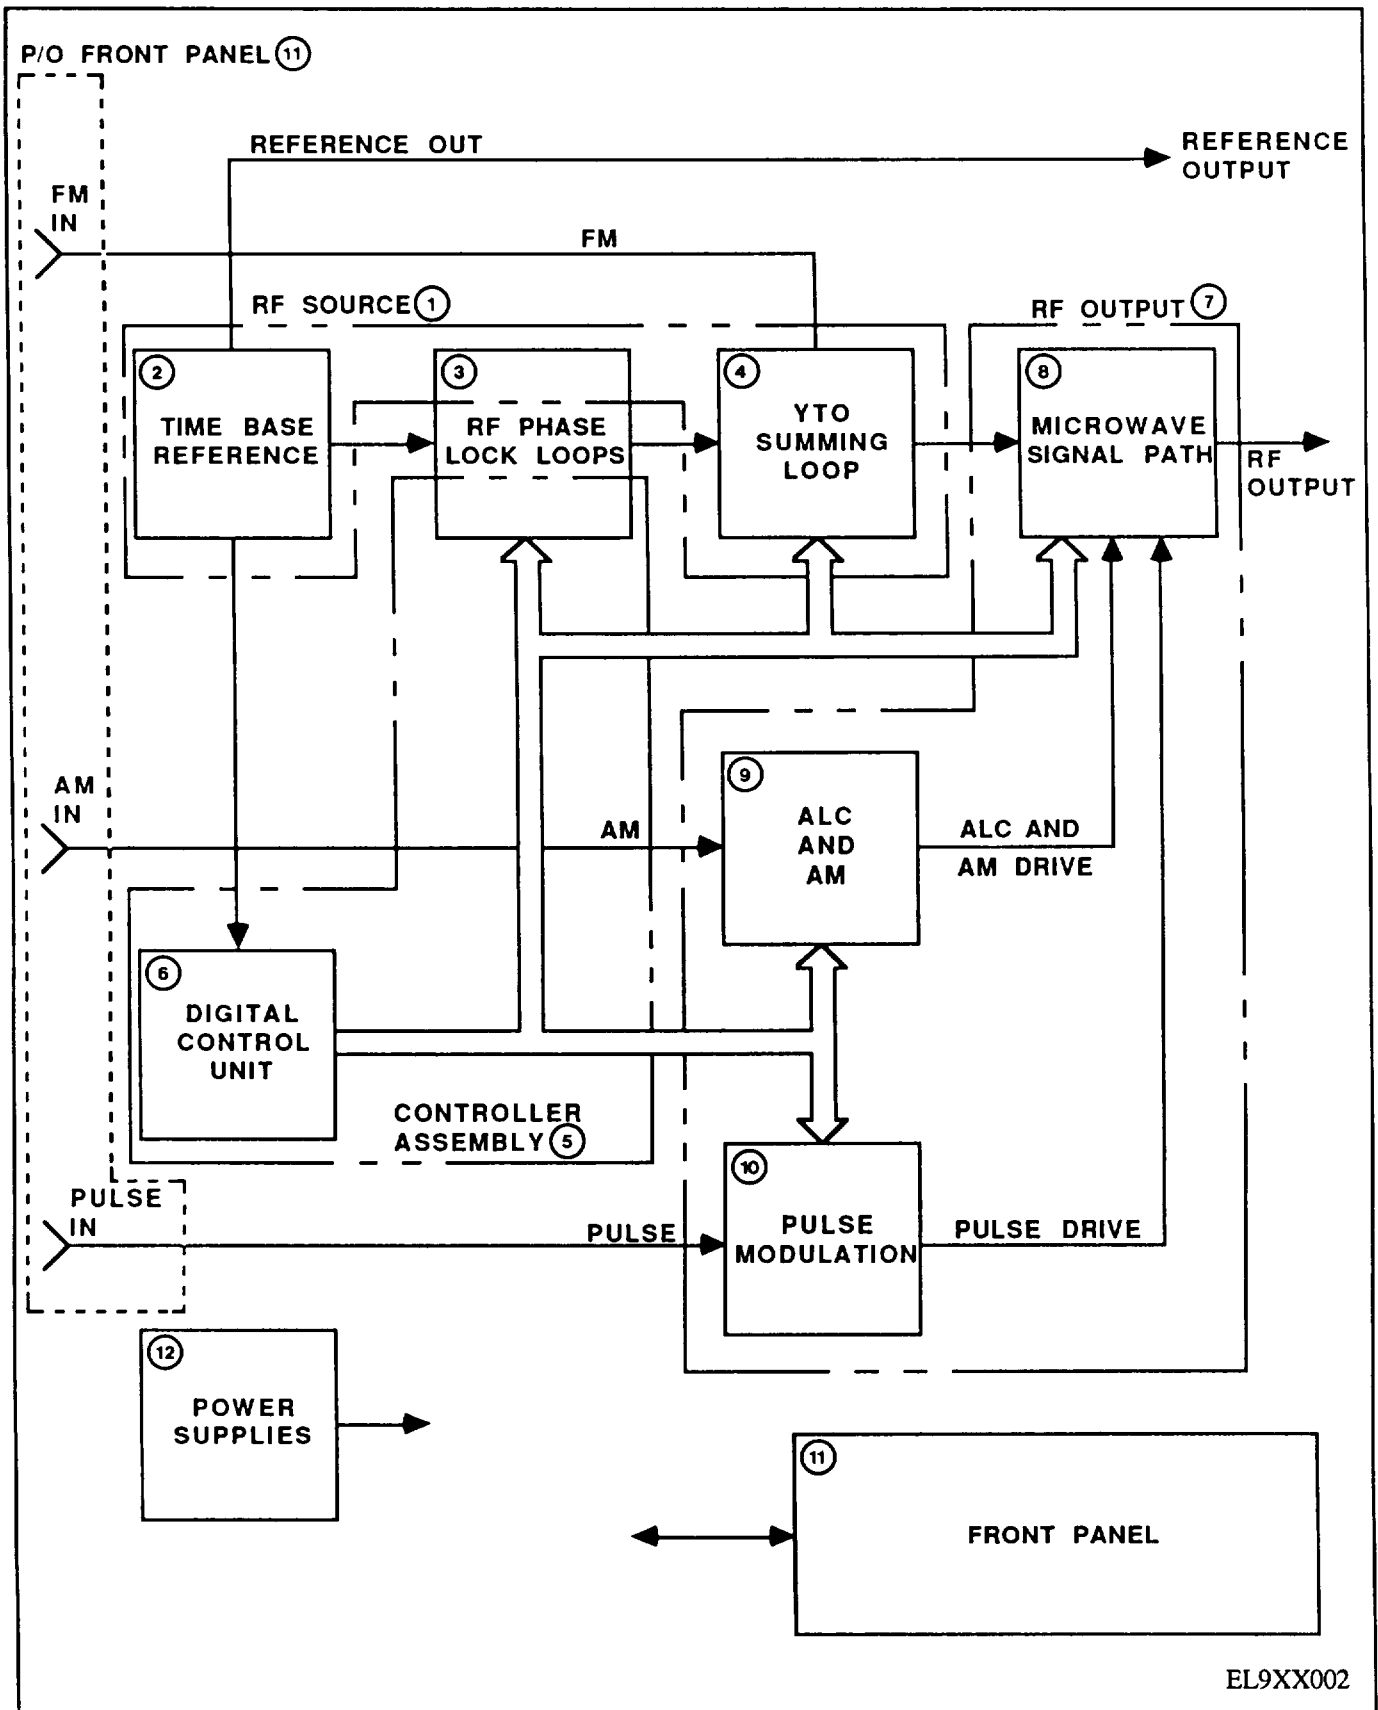 P/O FRONT PANEL 11
REFERENCE OUT
REFERENCE
OUTPUT
FM
IN
FM
RF SOURCE 1
RF OUTPUT 7
2
TIME BASE
REFERENCE
3
RF PHASE
LOCK LOOPS
4
YTO
SUMMING
LOOP
8
MICROWAVE
SIGNAL PATH
RF
OUTPUT
AM
IN
AM
9
ALC
AND
AM
ALC AND
AM DRIVE
6
DIGITAL
CONTROL
UNIT
CONTROLLER
ASSEMBLY 5
PULSE
IN
PULSE
10
PULSE
MODULATION
PULSE DRIVE
12
POWER
SUPPLIES
11
FRONT PANEL
EL9XX002